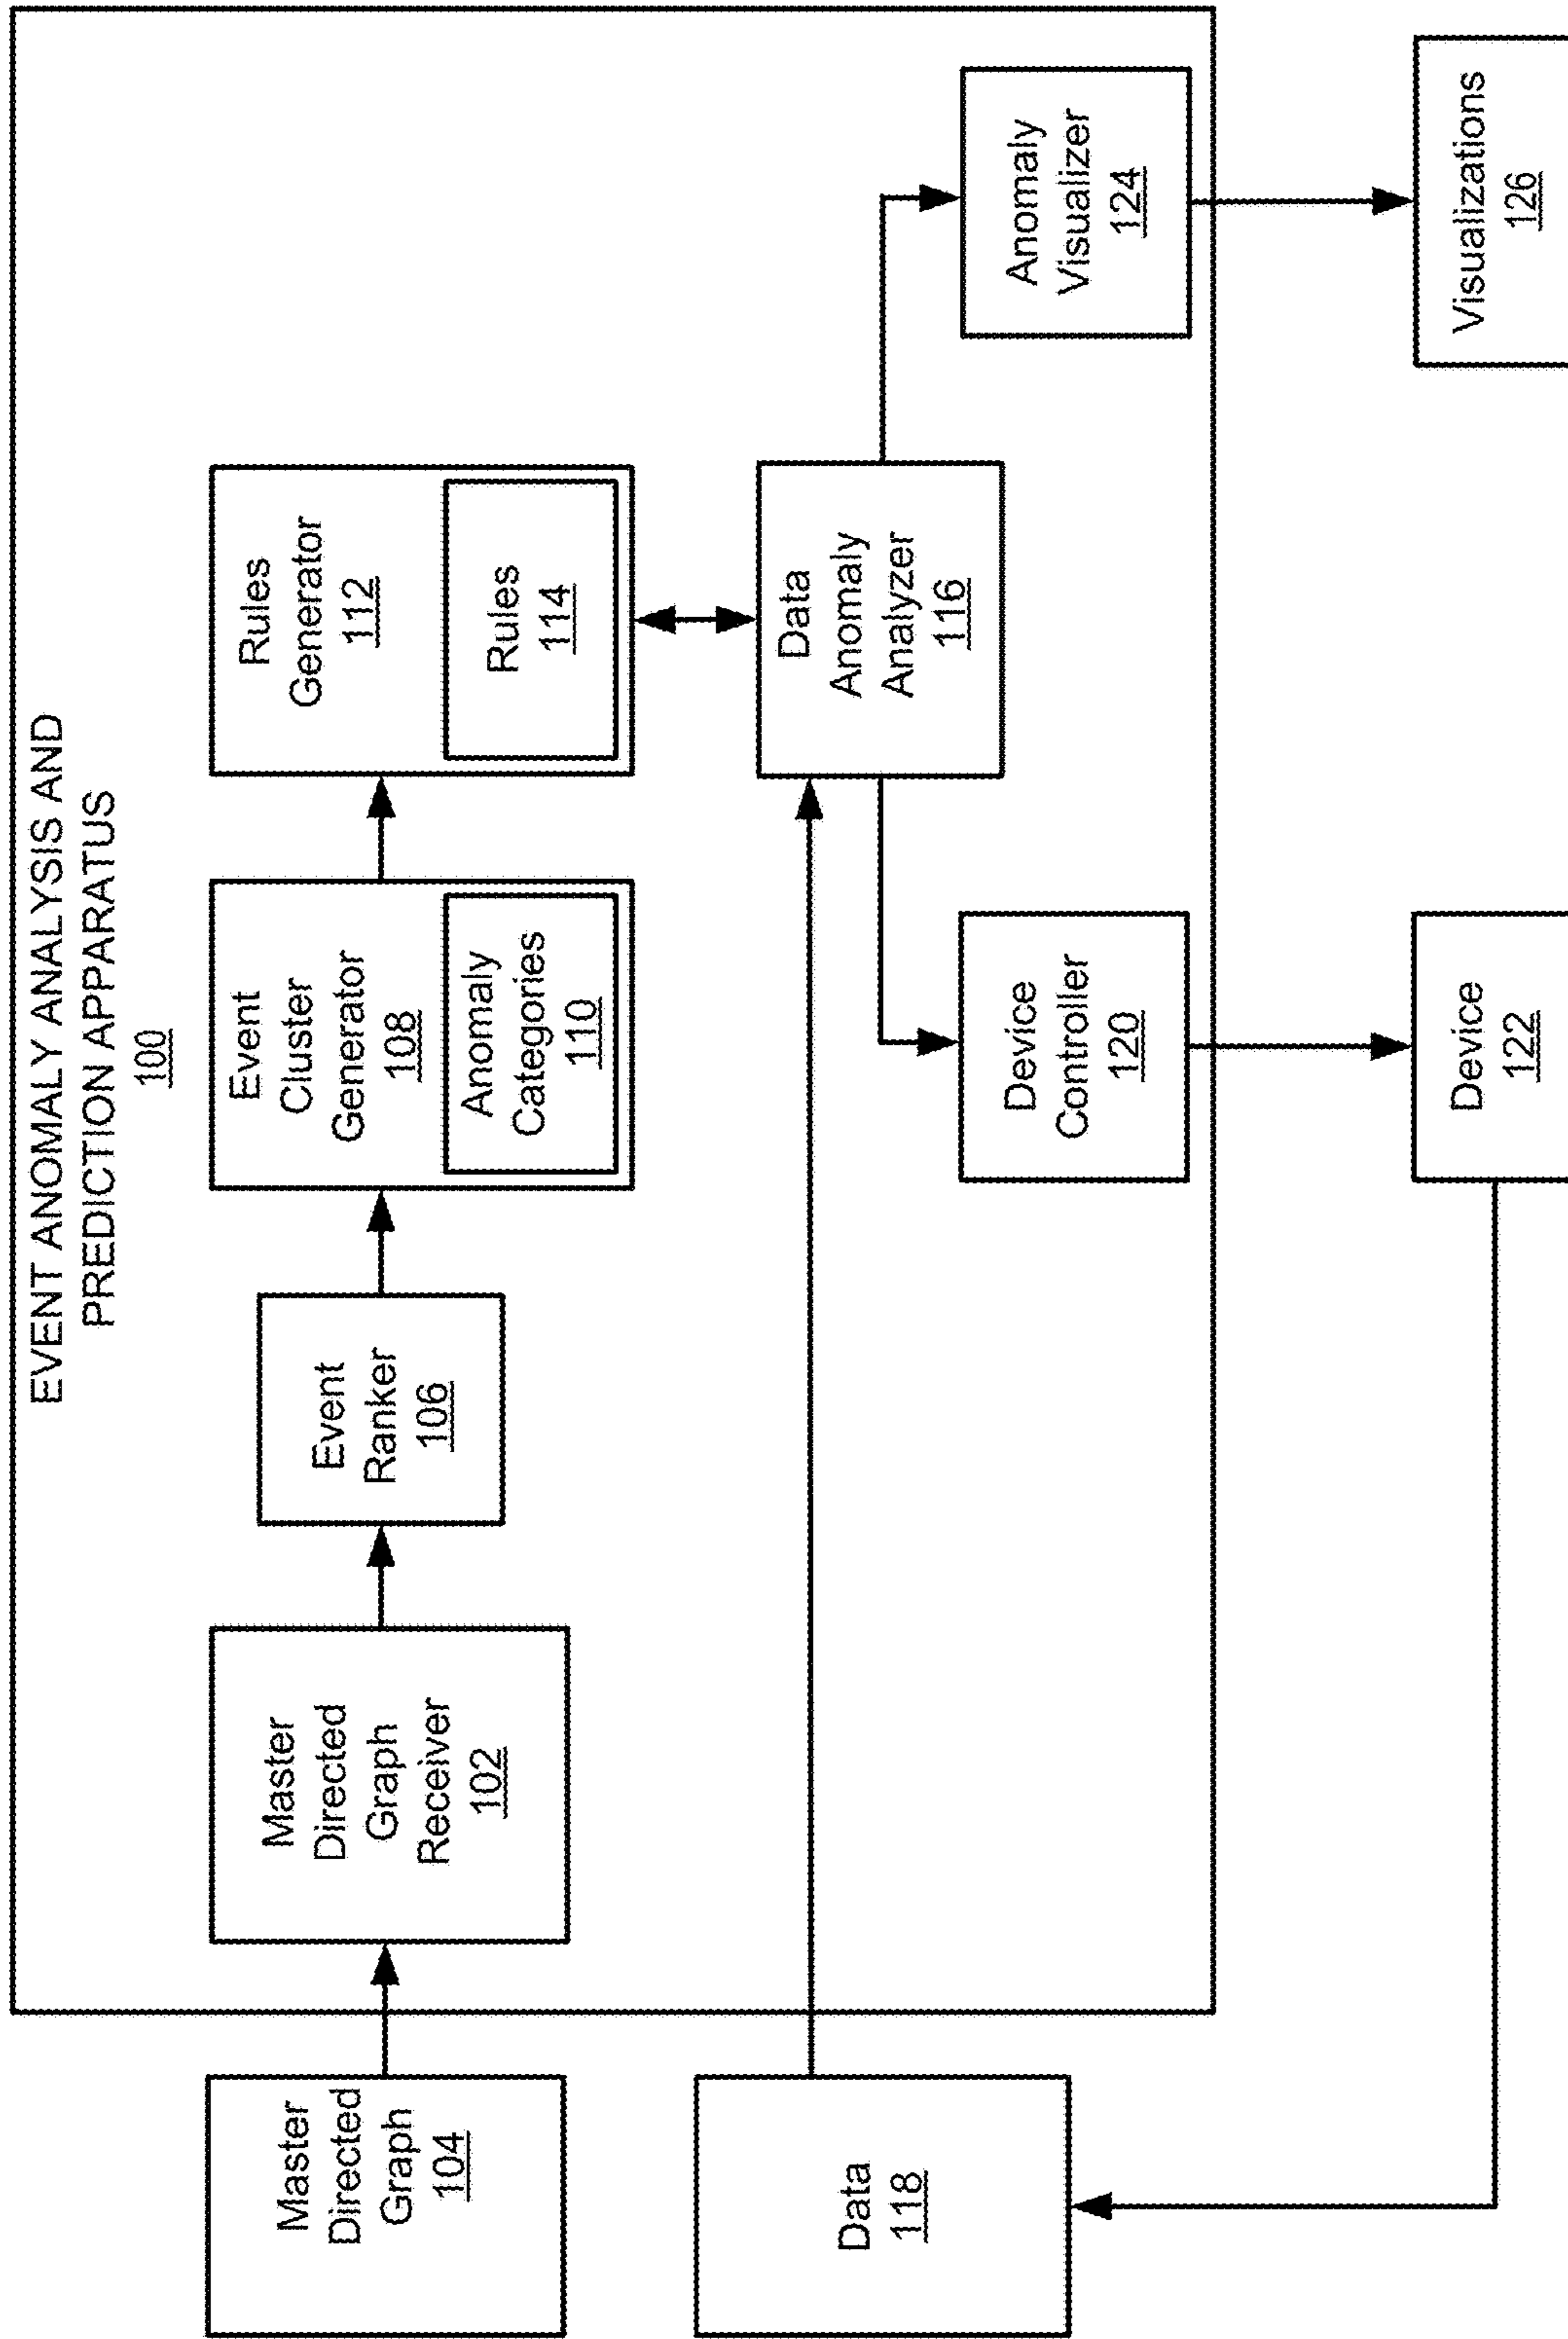 EVENT ANOMALY ANALYSIS AND
PREDICTION APPARATUS
100
Master
Directed
Graph
104
Master
Directed
Graph
Receiver
102
Event
Ranker
106
Event
Cluster
Generator
108
Anomaly
Categories
110
Rules
Generator
112
Rules
114
Data
118
Data
Anomaly
Analyzer
116
Device
Controller
120
Anomaly
Visualizer
124
Device
122
Visualizations
126